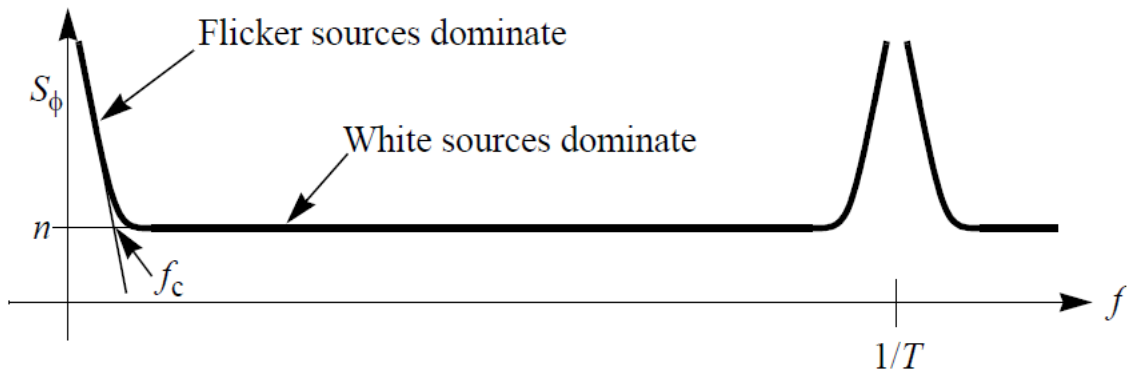 Flicker sources dominate
Sϕ
White sources dominate
n
fc
f
1/T